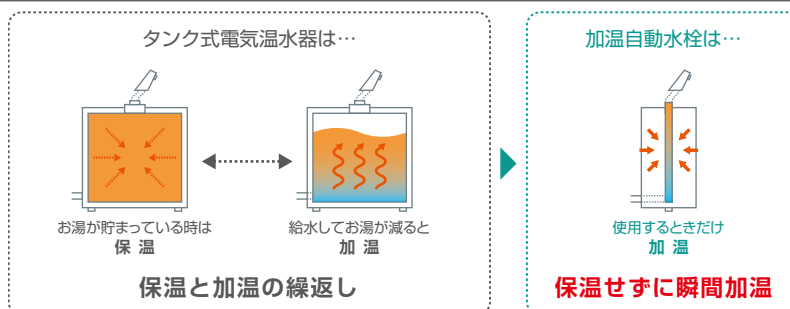 タンク式電気温水器は…
お湯が貯まっている時は
保 温
給水してお湯が減ると
加 温
保温と加温の繰返し
加温自動水栓は…
使用するときだけ
加 温
保温せずに瞬間加温